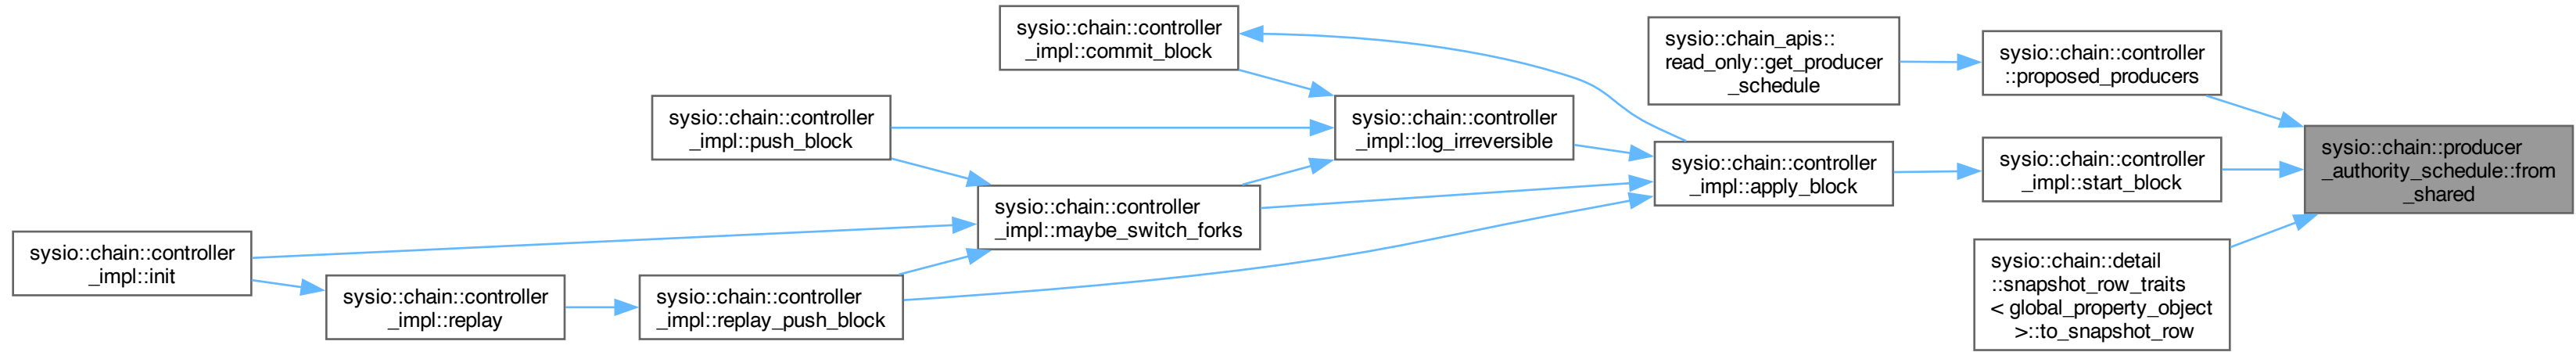 sysio::chain::controller
_impl::init
sysio::chain::controller
_impl::replay
sysio::chain::controller
_impl::push_block
sysio::chain::controller
_impl::replay_push_block
sysio::chain::controller
_impl::commit_block
sysio::chain::controller
_impl::maybe_switch_forks
sysio::chain::controller
_impl::log_irreversible
sysio::chain_apis::
read_only::get_producer
_schedule
sysio::chain::controller
_impl::apply_block
sysio::chain::controller
::proposed_producers
sysio::chain::controller
_impl::start_block
sysio::chain::detail
::snapshot_row_traits
< global_property_object
>::to_snapshot_row
sysio::chain::producer
_authority_schedule::from
_shared